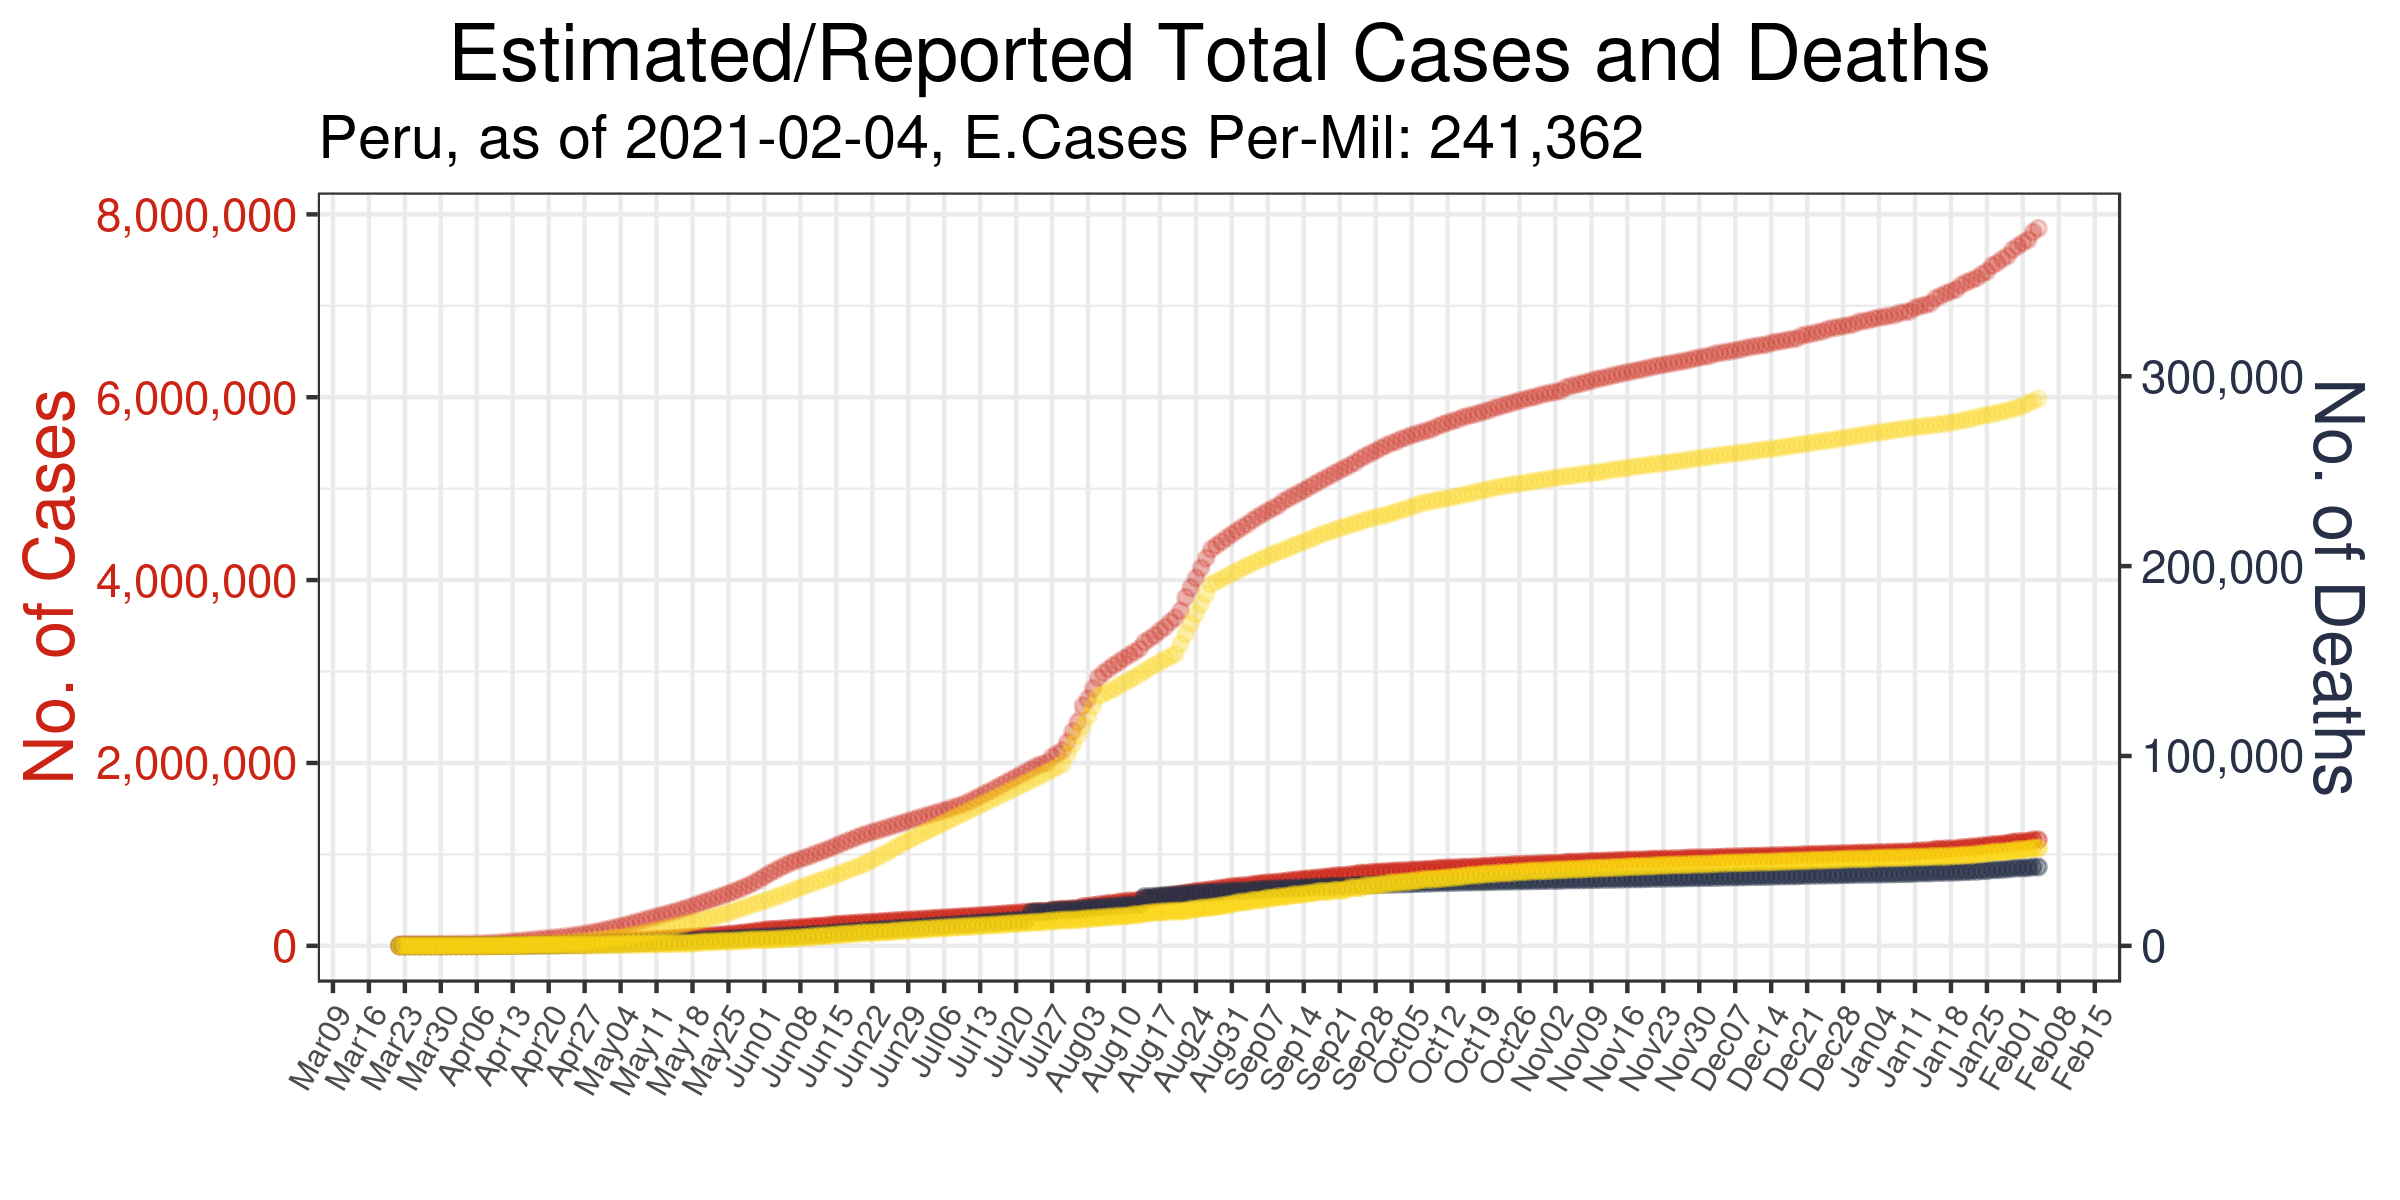 Estimated/Reported Total Cases and Deaths
Peru, as of 2021-02-04, E.Cases Per-Mil: 241,362
No. of Cases
8,000,000
6,000,000
4,000,000
2,000,000
0
300,000
200,000
100,000
0
No. of Deaths
Mar09
Mar16
Mar23
Mar30
Apr06
Apr13
Apr20
Apr27
May04
May11
May18
May25
Jun01
Jun08
Jun15
Jun22
Jun29
Jul06
Jul13
Jul20
Jul27
Aug03
Aug10
Aug17
Aug24
Aug31
Sep07
Sep14
Sep21
Sep28
Oct05
Oct12
Oct19
Oct26
Nov02
Nov09
Nov16
Nov23
Nov30
Dec07
Dec14
Dec21
Dec28
Jan04
Jan11
Jan18
Jan25
Feb01
Feb08
Feb15